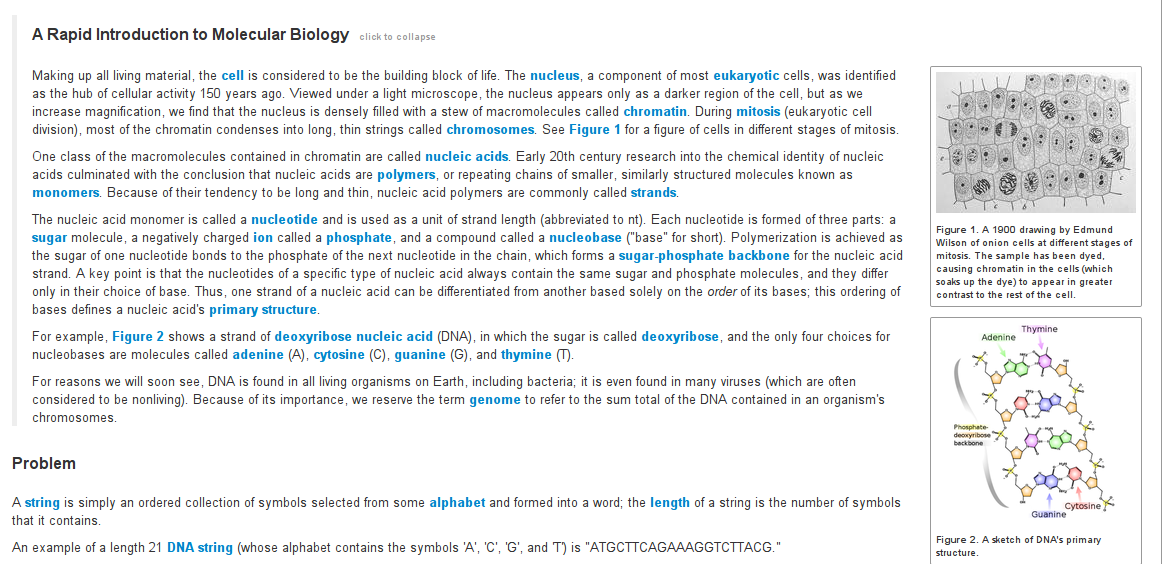 A Rapid Introduction to Molecular Biology click to collapse
Making up all living material, the cell is considered to be the building block of life. The nucleus, a component of most eukaryotic cells, was identified
as the hub of cellular activity 150 years ago. Viewed under a light microscope, the nucleus appears only as a darker region of the cell, but as we
increase magnification, we find that the nucleus is densely filled with a stew of macromolecules called chromatin. During mitosis (eukaryotic cell
division), most of the chromatin condenses into long, thin strings called chromosomes. See Figure 1 for a figure of cells in different stages of mitosis.
One class of the macromolecules contained in chromatin are called nucleic acids. Early 20th century research into the chemical identity of nucleic
acids culminated with the conclusion that nucleic acids are polymers, or repeating chains of smaller, similarly structured molecules known as
monomers. Because of their tendency to be long and thin, nucleic acid polymers are commonly called strands.
The nucleic acid monomer is called a nucleotide and is used as a unit of strand length (abbreviated to nt). Each nucleotide is formed of three parts: a
sugar molecule, a negatively charged ion called a phosphate, and a compound called a nucleobase ("base" for short). Polymerization is achieved as
the sugar of one nucleotide bonds to the phosphate of the next nucleotide in the chain, which forms a sugar-phosphate backbone for the nucleic acid
strand. A key point is that the nucleotides of a specific type of nucleic acid always contain the same sugar and phosphate molecules, and they differ
only in their choice of base. Thus, one strand of a nucleic acid can be differentiated from another based solely on the order of its bases; this ordering of
bases defines a nucleic acid's primary structure.
For example, Figure 2 shows a strand of deoxyribose nucleic acid (DNA), in which the sugar is called deoxyribose, and the only four choices for
nucleobases are molecules called adenine (A), cytosine (C), guanine (G), and thymine (T).
For reasons we will soon see, DNA is found in all living organisms on Earth, including bacteria; it is even found in many viruses (which are often
considered to be nonliving). Because of its importance, we reserve the term genome to refer to the sum total of the DNA contained in an organism's
chromosomes.
Problem
A string is simply an ordered collection of symbols selected from some alphabet and formed into a word; the length of a string is the number of symbols
that it contains.
An example of a length 21 DNA string (whose alphabet contains the symbols 'A', 'C', 'G', and 'T') is "ATGCTTCAGAAAGGTCTTACG."
Figure 1. A 1900 drawing by Edmund
Wilson of onion cells at different stages of
mitosis. The sample has been dyed,
causing chromatin in the cells (which
soaks up the dye) to appear in greater
contrast to the rest of the cell.
Thymine
Adenine
Phosphate-
deoxyribose
backbone
Cytosine
Guanine
Figure 2. A sketch of DNA's primary
structure.